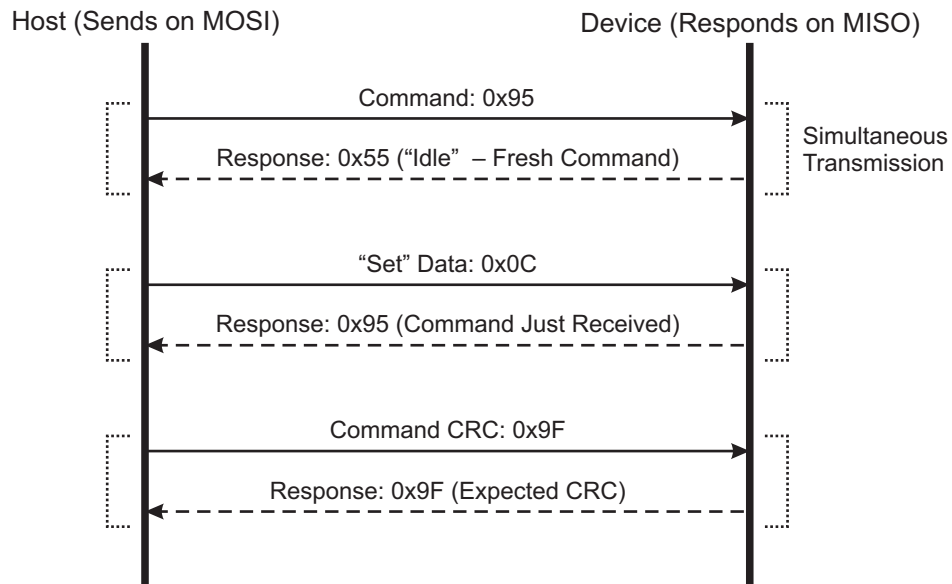 Host (Sends on MOSI)
Device (Responds on MISO)
Command: 0x95
Response: 0x55 (“Idle” – Fresh Command)
Simultaneous
Transmission
“Set” Data: 0x0C
Response: 0x95 (Command Just Received)
Command CRC: 0x9F
Response: 0x9F (Expected CRC)